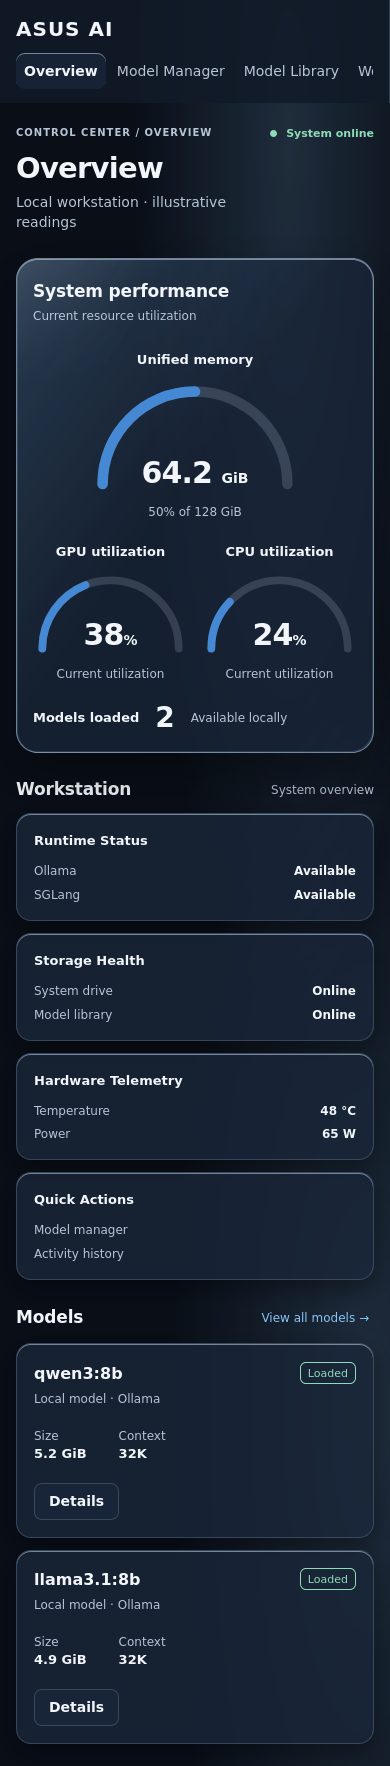 ASUS AI
Overview Model Manager Model Library
CONTROL CENTER / OVERVIEW
System online
Overview
Local workstation · illustrative
readings
System performance
Current resource utilization
Unified memory
64.2 GiB
50% of 128 GiB
GPU utilization
CPU utilization
38%
24%
Current utilization
Current utilization
Models loaded 2 Available locally
Workstation
System overview
Runtime Status
Ollama Available
SGLang Available
Storage Health
System drive Online
Model library Online
Hardware Telemetry
Temperature 48 °C
Power 65 W
Quick Actions
Model manager
Activity history
Models
View all models →
qwen3:8b
Loaded
Local model · Ollama
Size Context
5.2 GiB 32K
Details
llama3.1:8b
Loaded
Local model · Ollama
Size Context
4.9 GiB 32K
Details